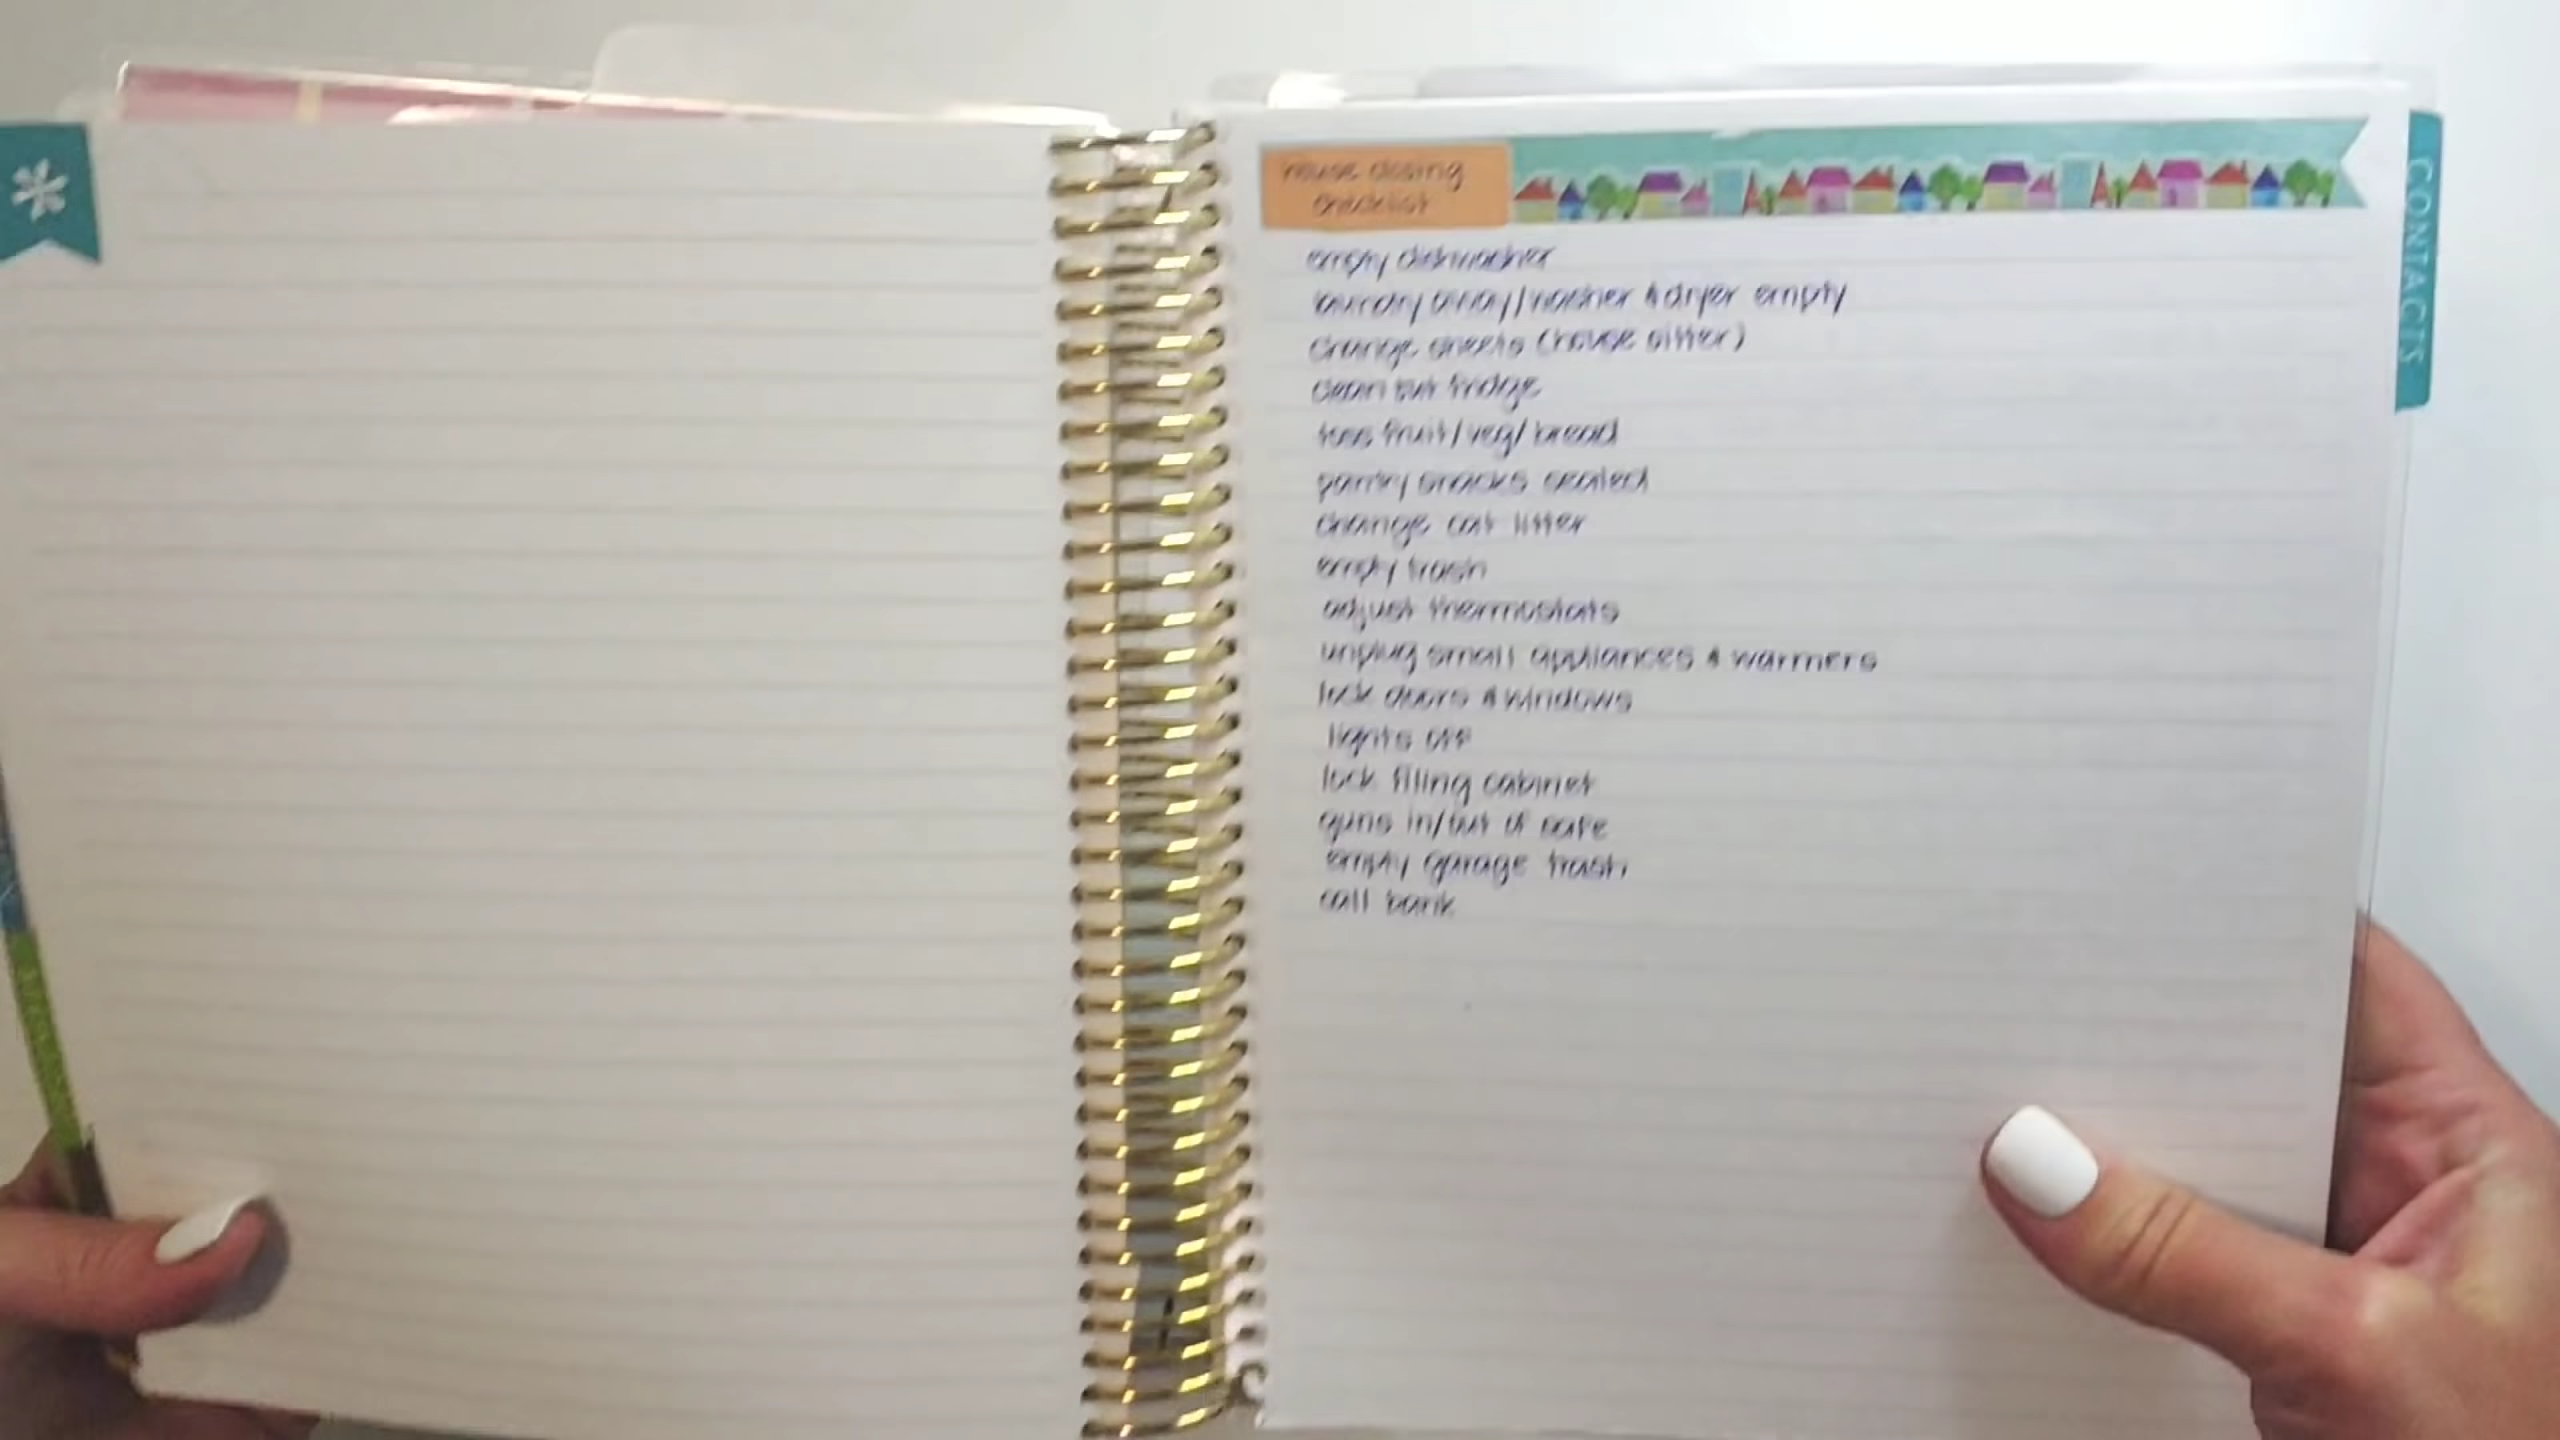 house closing
checklist
CONTACTS
empty dishwasher
laundry away/washer & dryer empty
change sheets (house sitter)
clean out fridge
toss fruit/veg/bread
pantry snacks sealed
change cat litter
empty trash
adjust thermostats
unplug small appliances & warmers
lock doors & windows
lights off
lock filing cabinet
guns in/out of safe
empty garage trash
call bank